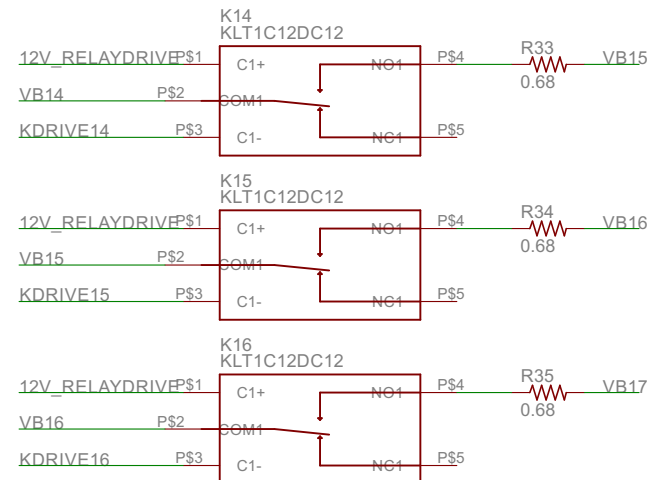 K14
KLT1C12DC12
12V_RELAYDRIVE P$1 C1+ NO1 P$4 R33 VB15
0.68
VB14 P$2 COM1
KDRIVE14 P$3 C1- NC1 P$5
K15
KLT1C12DC12
12V_RELAYDRIVE P$1 C1+ NO1 P$4 R34 VB16
0.68
VB15 P$2 COM1
KDRIVE15 P$3 C1- NC1 P$5
K16
KLT1C12DC12
12V_RELAYDRIVE P$1 C1+ NO1 P$4 R35 VB17
0.68
VB16 P$2 COM1
KDRIVE16 P$3 C1- NC1 P$5